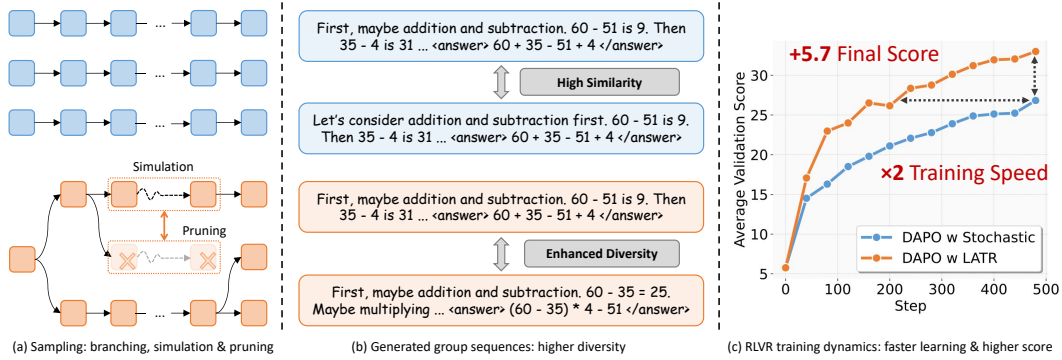 ...
...
...
Simulation
Pruning
...
(a) Sampling: branching, simulation & pruning
First, maybe addition and subtraction. 60 - 51 is 9. Then
35 - 4 is 31 ... <answer> 60 + 35 - 51 + 4 </answer>
High Similarity
Let's consider addition and subtraction first. 60 - 51 is 9.
Then 35 - 4 is 31 ... <answer> 60 + 35 - 51 + 4 </answer>
First, maybe addition and subtraction. 60 - 51 is 9. Then
35 - 4 is 31 ... <answer> 60 + 35 - 51 + 4 </answer>
Enhanced Diversity
First, maybe addition and subtraction. 60 - 35 = 25.
Maybe multiplying ... <answer> (60 - 35) * 4 - 51 </answer>
(b) Generated group sequences: higher diversity
+5.7 Final Score
×2 Training Speed
Average Validation Score
30
25
20
15
10
5
DAPO w Stochastic
DAPO w LATR
0 100 200 300 400 500
Step
(c) RLVR training dynamics: faster learning & higher score